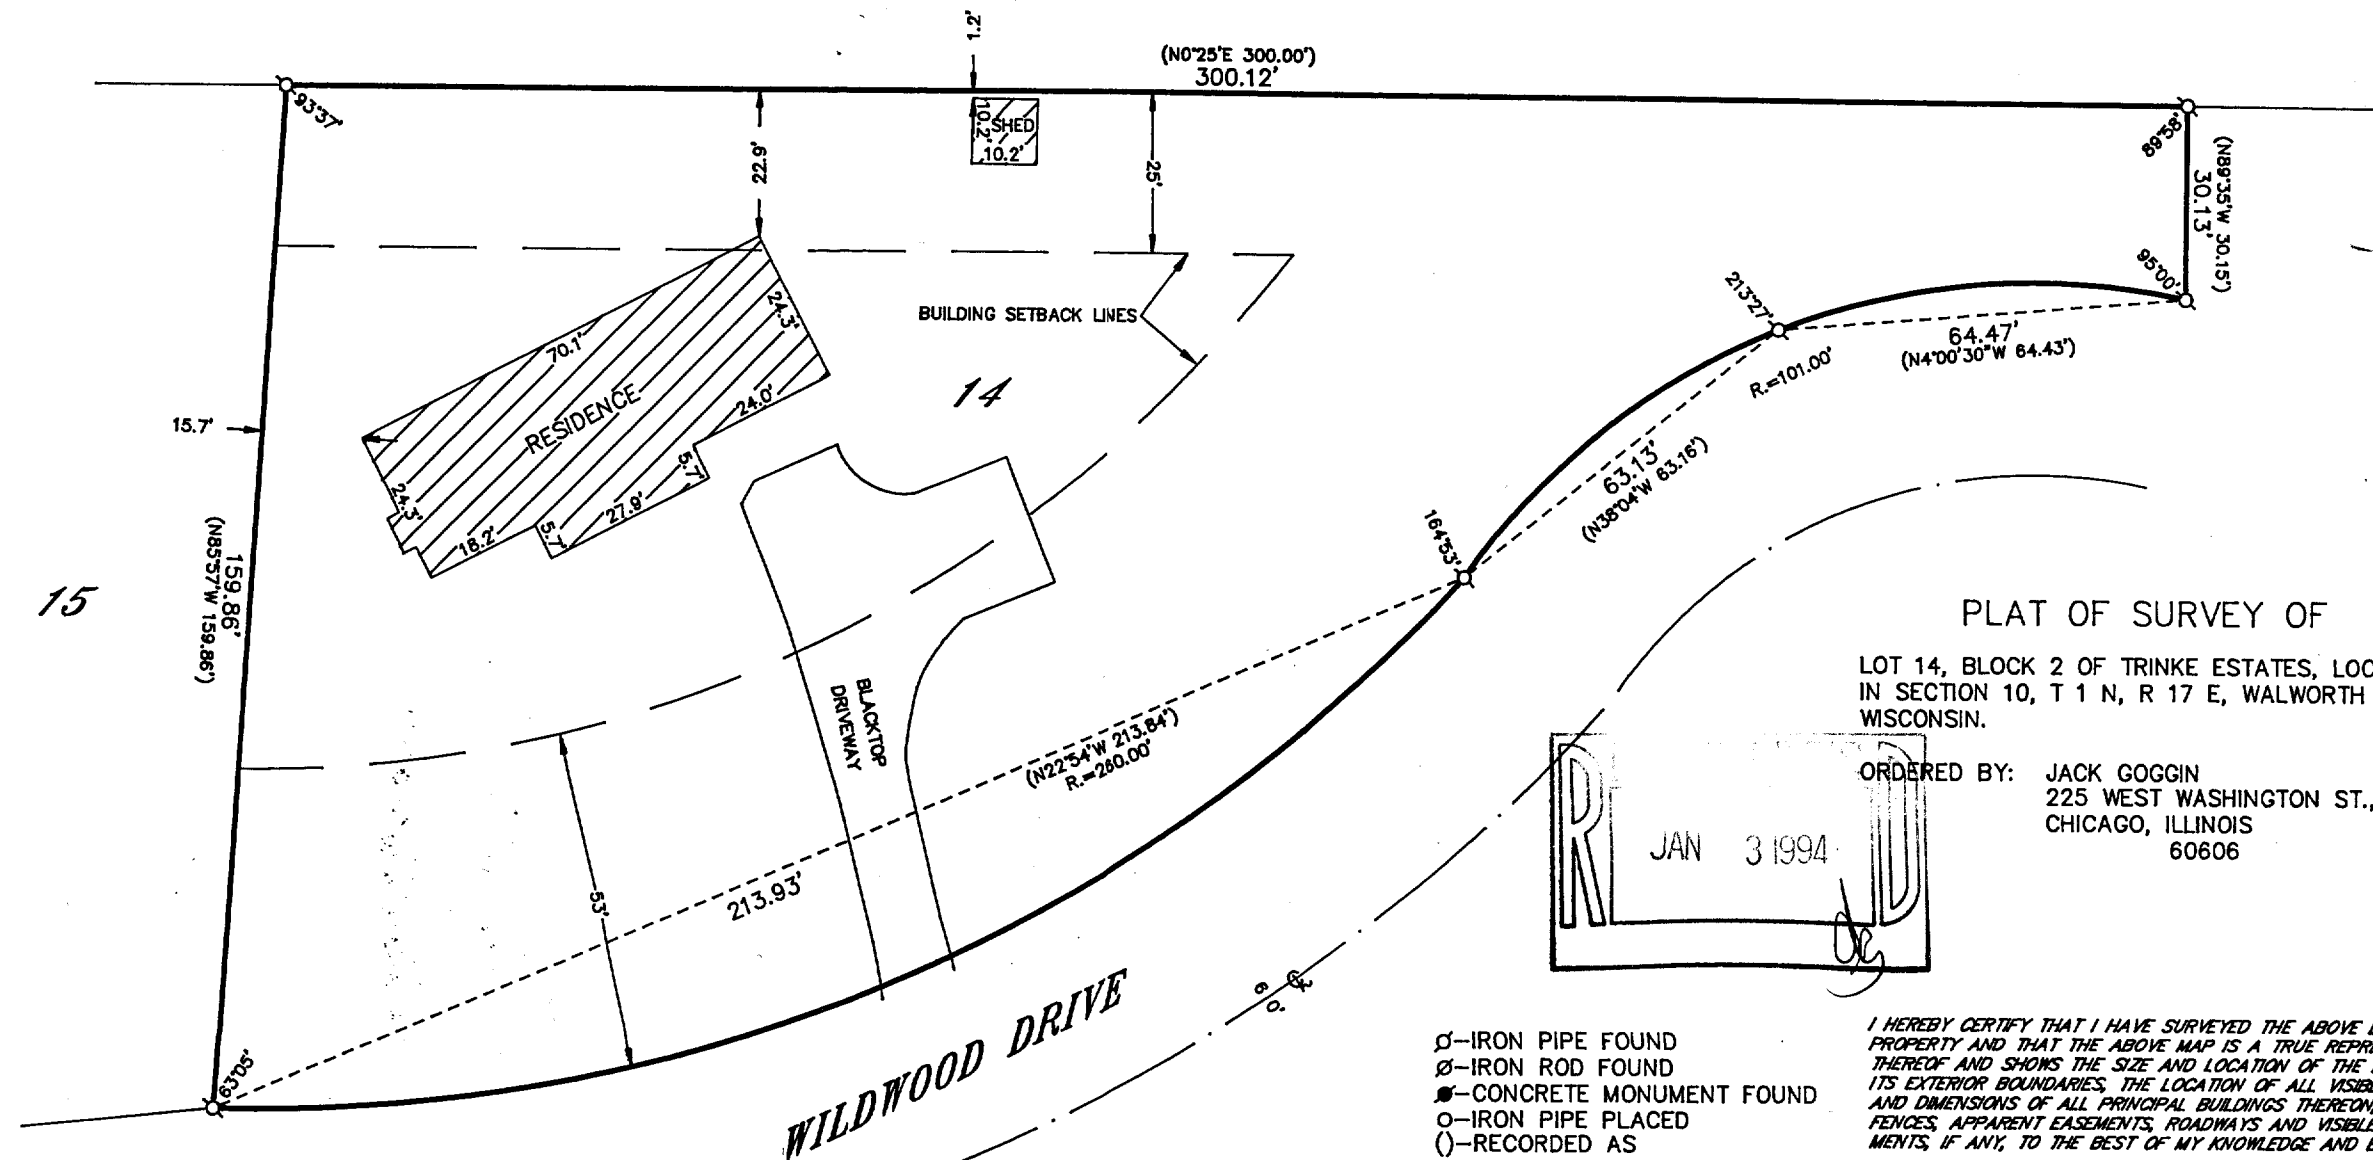 1.2'
(N0°25'E 300.00')
300.12'
93°37'
89°58'
22.9'
10.2'
SHED
10.2'
25'
(N89°35'W 30.15')
30.13'
95°00'
213°27'
BUILDING SETBACK LINES
24.3'
70.1'
64.47'
(N4°00'30"W 64.43')
R.=101.00'
14
RESIDENCE
24.0'
15.7'
5.7'
63.13'
(N38°04'W 63.16')
24.3'
27.9'
18.2'
5.7'
164°53'
159.86'
(N85°57'W 159.86')
15
PLAT OF SURVEY OF
LOT 14, BLOCK 2 OF TRINKE ESTATES, LOC
IN SECTION 10, T 1 N, R 17 E, WALWORTH
WISCONSIN.
BLACKTOP
DRIVEWAY
(N22°54'W 213.84')
R.=260.00'
ORDERED BY: JACK GOGGIN
225 WEST WASHINGTON ST.,
CHICAGO, ILLINOIS
60606
R D
JAN 3 1994
213.93'
53'
63°05'
WILDWOOD DRIVE
60'
-IRON PIPE FOUND
-IRON ROD FOUND
-CONCRETE MONUMENT FOUND
O-IRON PIPE PLACED
()-RECORDED AS
I HEREBY CERTIFY THAT I HAVE SURVEYED THE ABOVE
PROPERTY AND THAT THE ABOVE MAP IS A TRUE REPR
THEREOF AND SHOWS THE SIZE AND LOCATION OF THE
ITS EXTERIOR BOUNDARIES, THE LOCATION OF ALL VISIBL
AND DIMENSIONS OF ALL PRINCIPAL BUILDINGS THEREON,
FENCES, APPARENT EASEMENTS, ROADWAYS AND VISIBLE
MENTS, IF ANY, TO THE BEST OF MY KNOWLEDGE AND